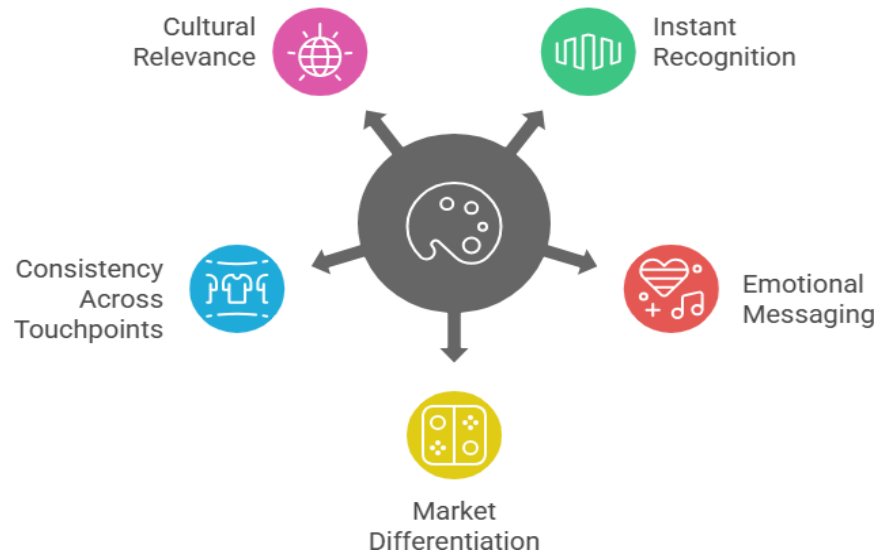 Cultural
Relevance
Instant
Recognition
Consistency
Across
Touchpoints
Emotional
Messaging
Market
Differentiation